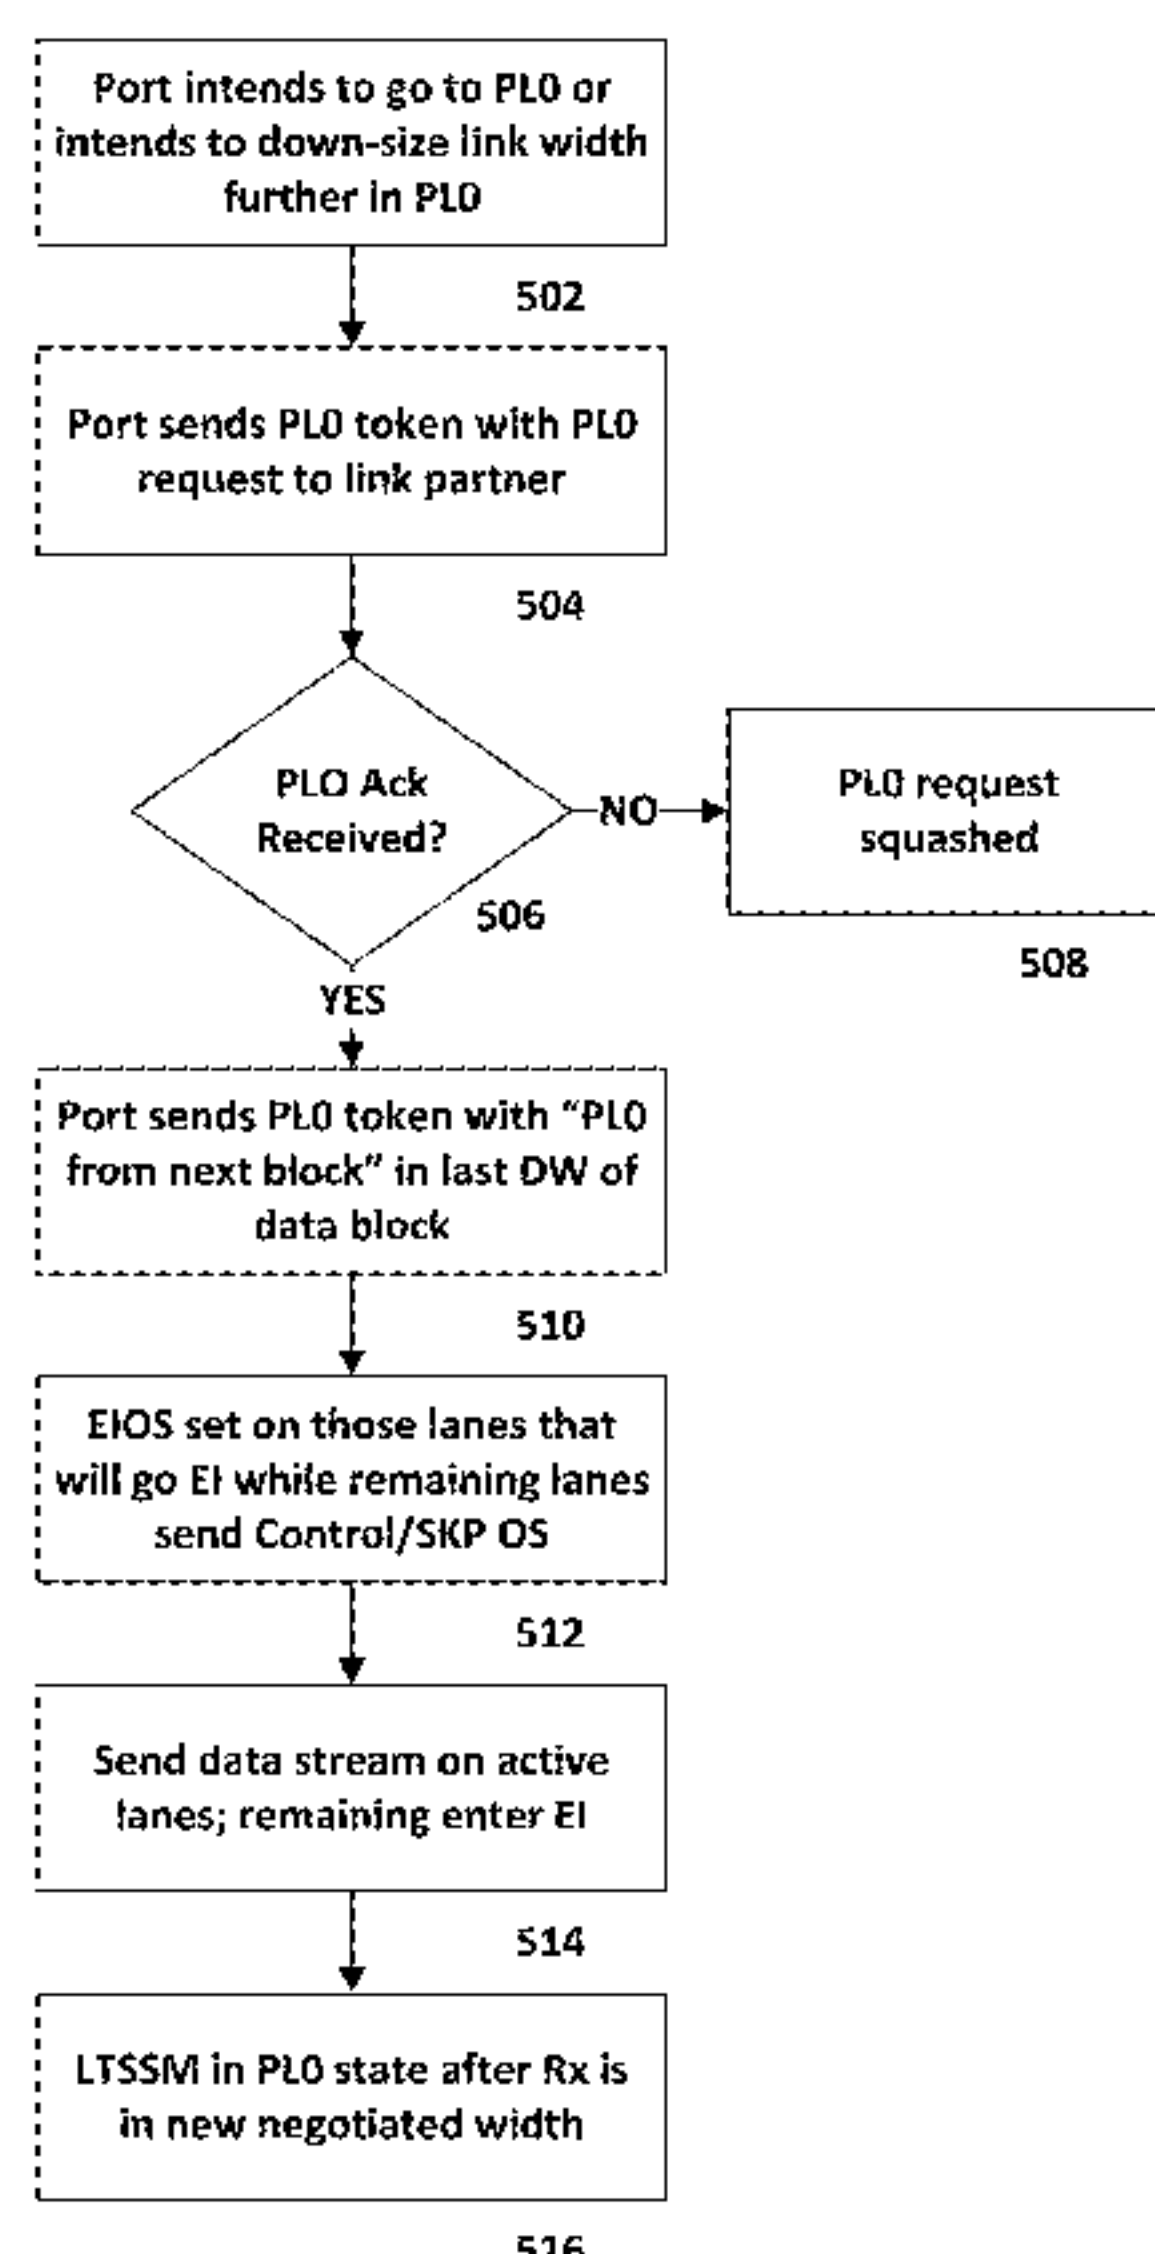 Port intends to go to PL0 or
intends to down-size link width
further in PL0
502
Port sends PL0 token with PL0
request to link partner
504
PLO Ack
Received?
NO
PL0 request
squashed
506
508
YES
Port sends PL0 token with “PL0
from next block” in last DW of
data block
510
EIOS set on those lanes that
will go EI while remaining lanes
send Control/SKP OS
512
Send data stream on active
lanes; remaining enter EI
514
LTSSM in PL0 state after Rx is
in new negotiated width
516